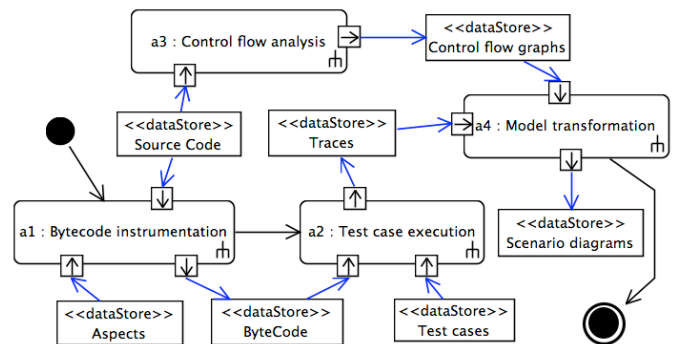 a3 : Control flow analysis
<<dataStore>>
Control flow graphs
<<dataStore>>
Source Code
<<dataStore>>
Traces
a4 : Model transformation
a1 : Bytecode instrumentation
a2 : Test case execution
<<dataStore>>
Scenario diagrams
<<dataStore>>
Aspects
<<dataStore>>
ByteCode
<<dataStore>>
Test cases